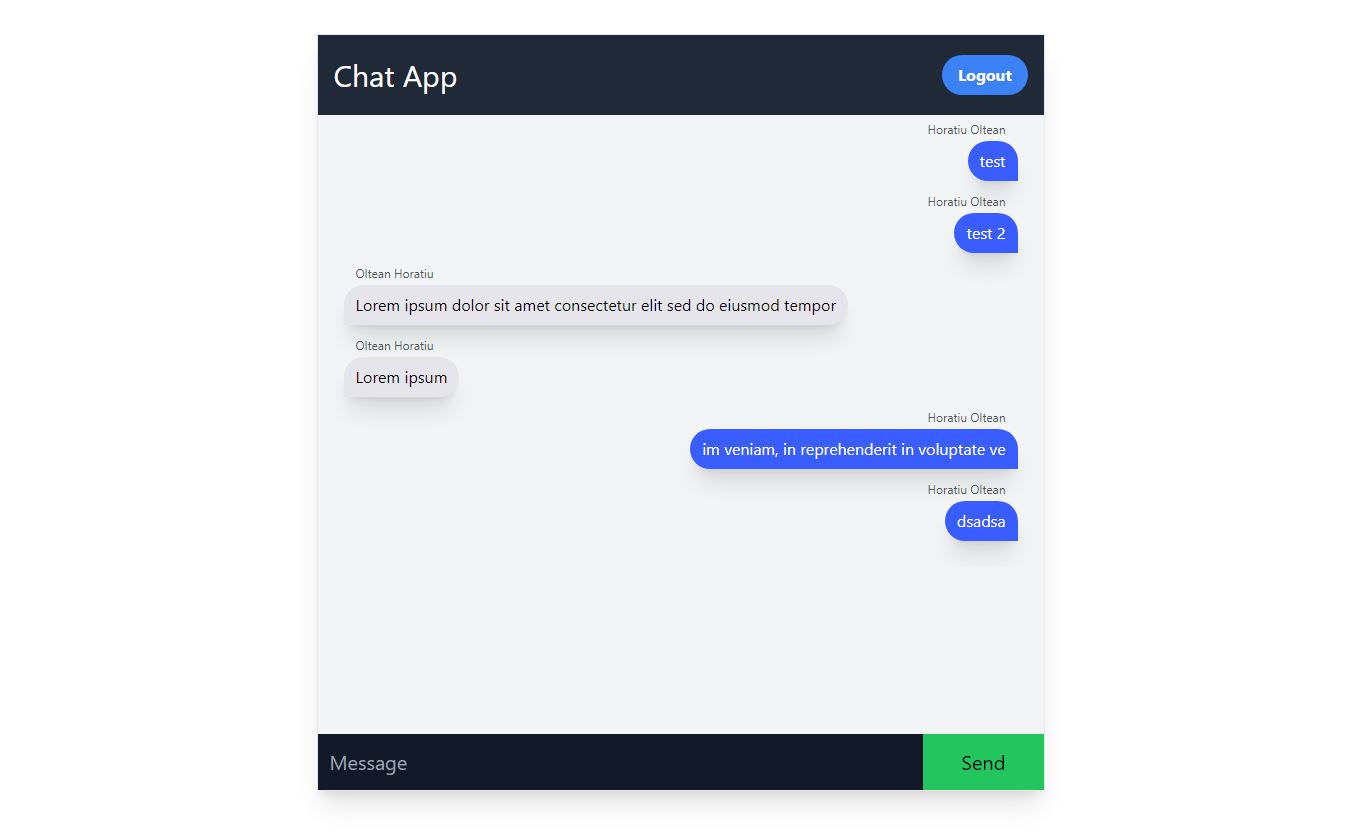 Chat App
Logout
Horatiu Oltean
test
Horatiu Oltean
test 2
Oltean Horatiu
Lorem ipsum dolor sit amet consectetur elit sed do eiusmod tempor
Oltean Horatiu
Lorem ipsum
Horatiu Oltean
im veniam, in reprehenderit in voluptate ve
Horatiu Oltean
dsadsa
Message
Send